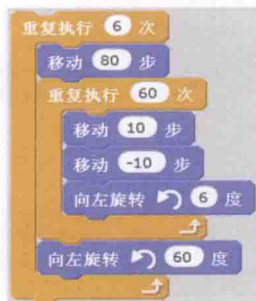 重复执行 6 次
移动 80 步
重复执行 60 次
移动 10 步
移动 -10 步
向左旋转 6 度
向左旋转 60 度